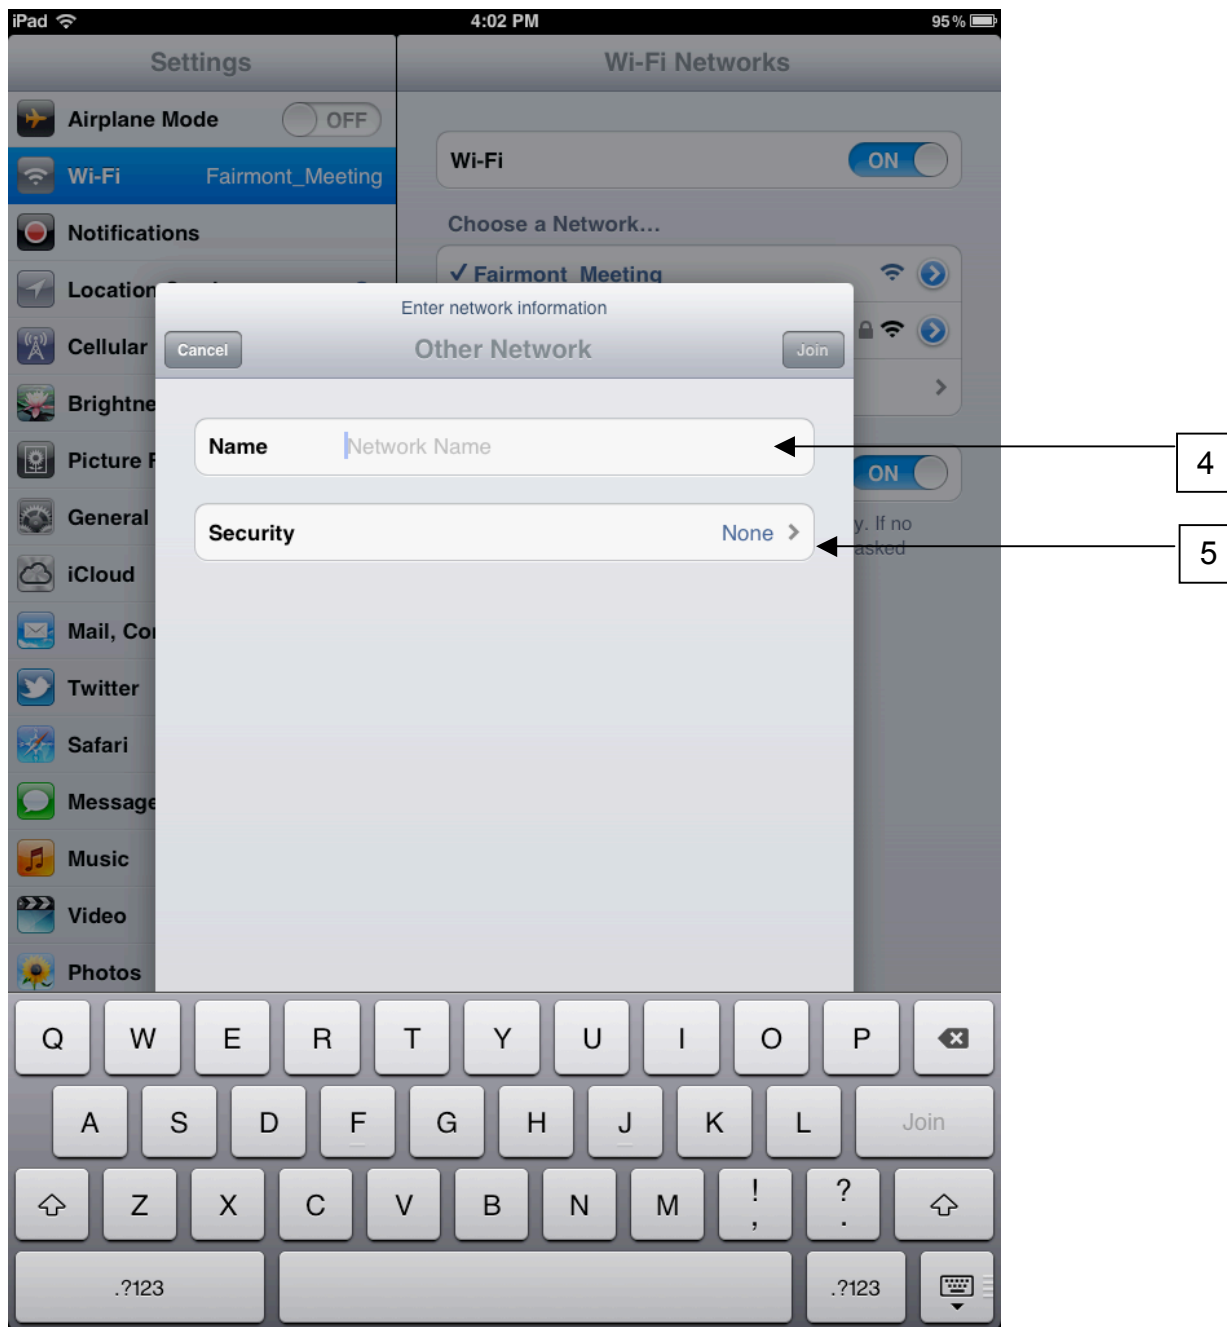 iPad 4:02 PM 95%
Settings
Wi-Fi Networks
Airplane Mode OFF
Wi-Fi Fairmont_Meeting
Notifications
Location
Cellular
Brightne
Picture F
General
iCloud
Mail, Co
Twitter
Safari
Message
Music
Video
Photos
Wi-Fi ON
Choose a Network...
✓ Fairmont_Meeting
ON
y. If no
asked
Enter network information
Cancel Other Network Join
Name Network Name
Security None
4
5
Q W E R T Y U I O P
A S D F G H J K L Join
Z X C V B N M ! , ? .
.?123 .?123